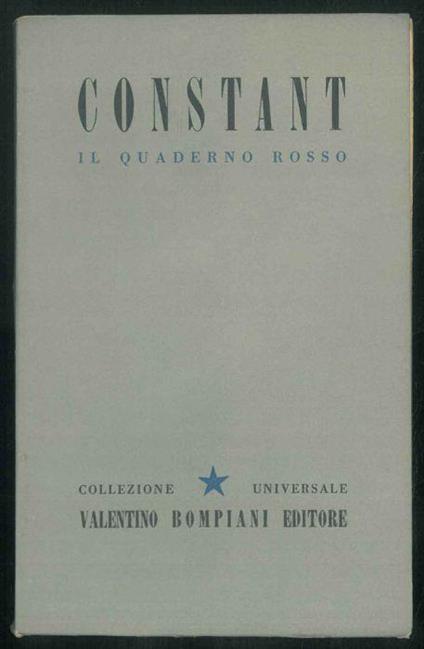 CONSTANT
IL QUADERNO ROSSO
COLLEZIONE UNIVERSALE
VALENTINO BOMPIANI EDITORE